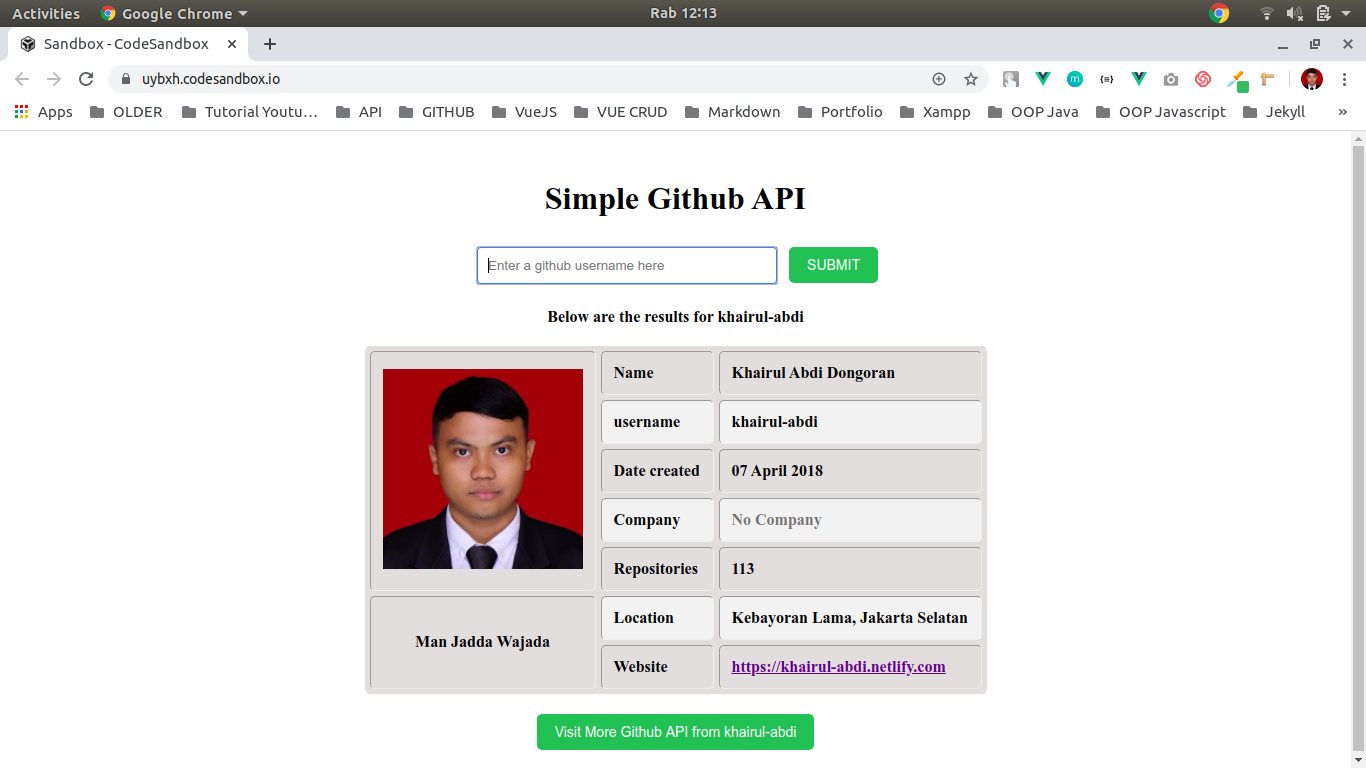 Activities Google Chrome Rab 12:13
Sandbox - CodeSandbox
uybxh.codesandbox.io
Apps OLDER Tutorial Youtu… API GITHUB VueJS VUE CRUD Markdown Portfolio Xampp OOP Java OOP Javascript Jekyll »
Simple Github API
Enter a github username here SUBMIT
Below are the results for khairul-abdi
Name Khairul Abdi Dongoran
username khairul-abdi
Date created 07 April 2018
Company No Company
Repositories 113
Man Jadda Wajada
Location Kebayoran Lama, Jakarta Selatan
Website https://khairul-abdi.netlify.com
Visit More Github API from khairul-abdi